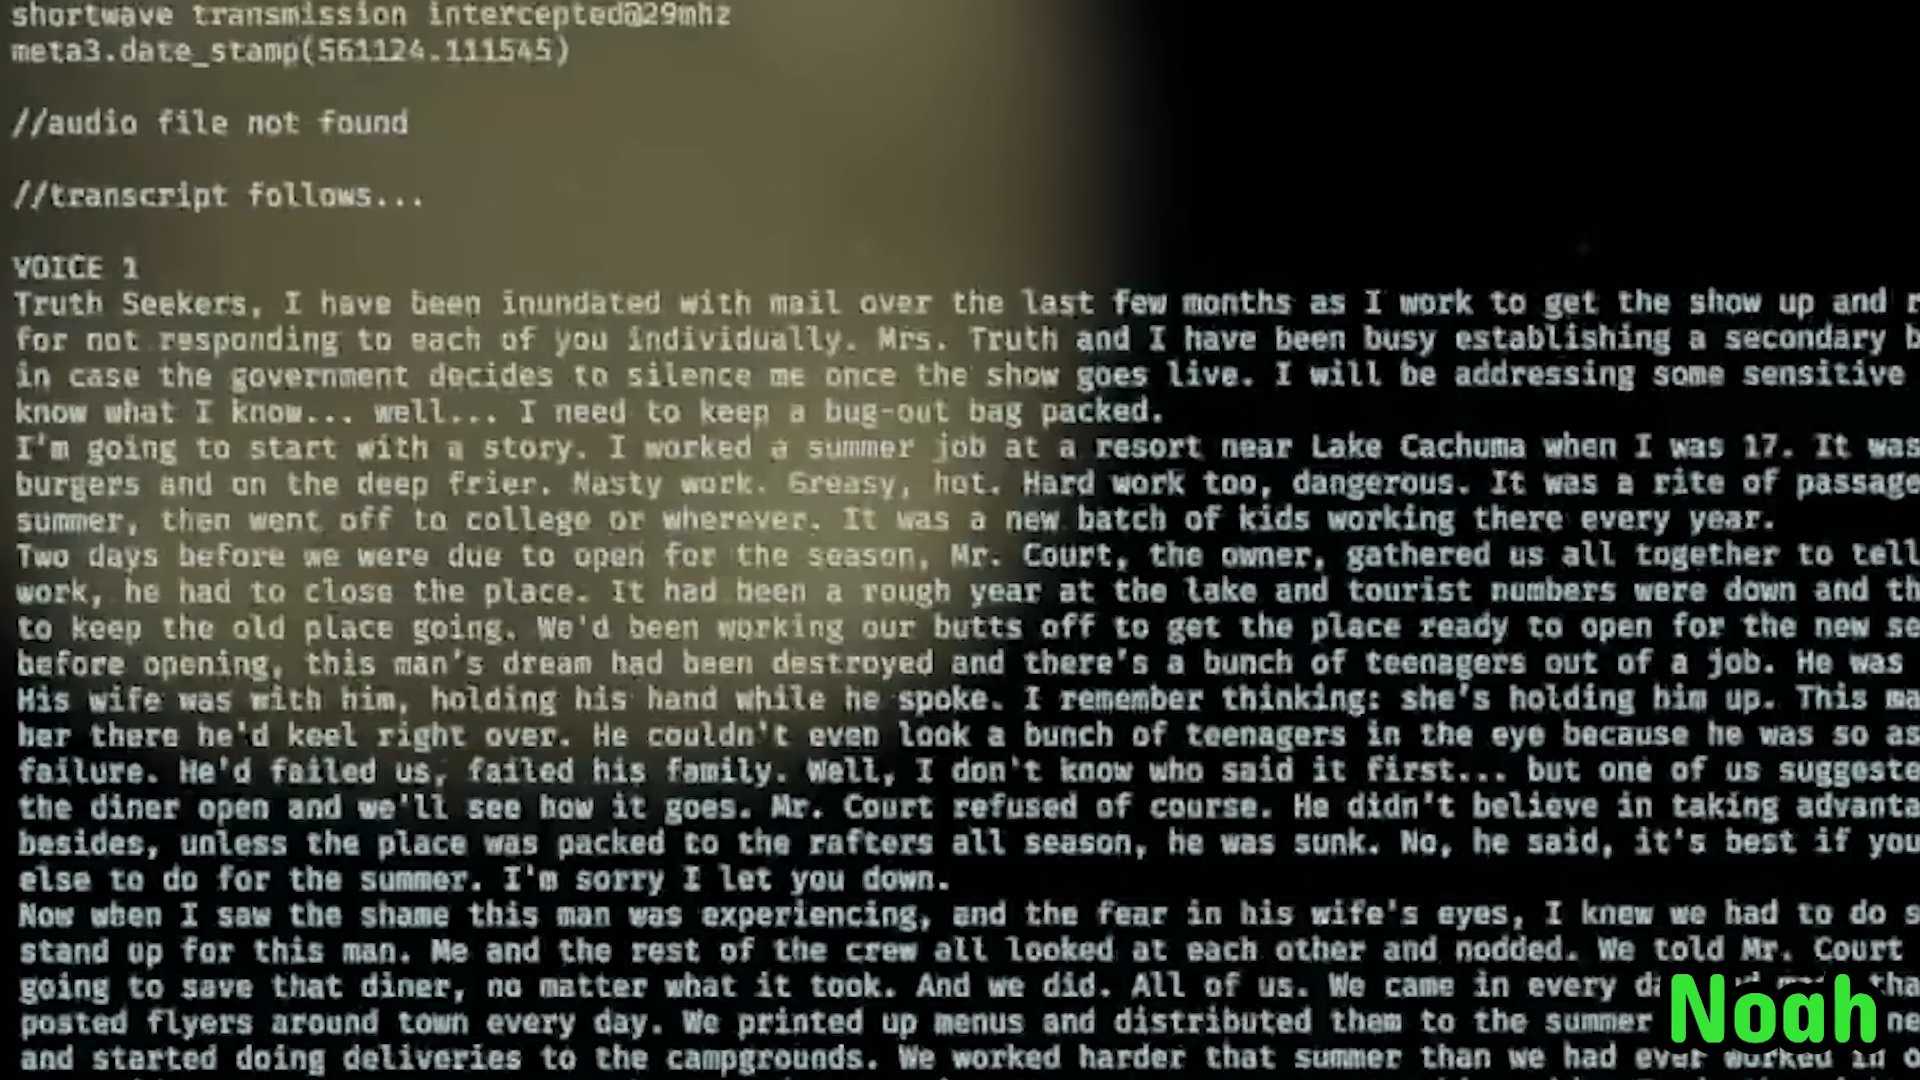 shortwave transmission intercepted@29mhz
meta3.date_stamp(561124.111545)
//audio file not found
//transcript follows...
VOICE 1
Truth Seekers, I have been inundated with mail over the last few months as I work to get the show up and
for not responding to each of you individually. Mrs. Truth and I have been busy establishing a secondary
in case the government decides to silence me once the show goes live. I will be addressing some sensitive
know what I know... well... I need to keep a bug-out bag packed.
I'm going to start with a story. I worked a summer job at a resort near Lake Cachuma when I was 17. It was
burgers and on the deep frier. Nasty work. Greasy, hot. Hard work too, dangerous. It was a rite of passage
summer, then went off to college or wherever. It was a new batch of kids working there every year.
Two days before we were due to open for the season, Mr. Court, the owner, gathered us all together to tell
work, he had to close the place. It had been a rough year at the lake and tourist numbers were down and
to keep the old place going. We'd been working our butts off to get the place ready to open for the new
before opening, this man's dream had been destroyed and there's a bunch of teenagers out of a job. He was
His wife was with him, holding his hand while he spoke. I remember thinking: she's holding him up. This
her there he'd keel right over. He couldn't even look a bunch of teenagers in the eye because he was so
failure. He'd failed us, failed his family. Well, I don't know who said it first... but one of us
the diner open and we'll see how it goes. Mr. Court refused of course. He didn't believe in taking
besides, unless the place was packed to the rafters all season, he was sunk. No, he said, it's best if you
else to do for the summer. I'm sorry I let you down.
Now when I saw the shame this man was experiencing, and the fear in his wife's eyes, I knew we had to do
stand up for this man. Me and the rest of the crew all looked at each other and nodded. We told Mr. Court
going to save that diner, no matter what it took. And we did. All of us. We came in every
posted flyers around town every day. We printed up menus and distributed them to the summer
and started doing deliveries to the campgrounds. We worked harder that summer than we had ever worked in
Noah